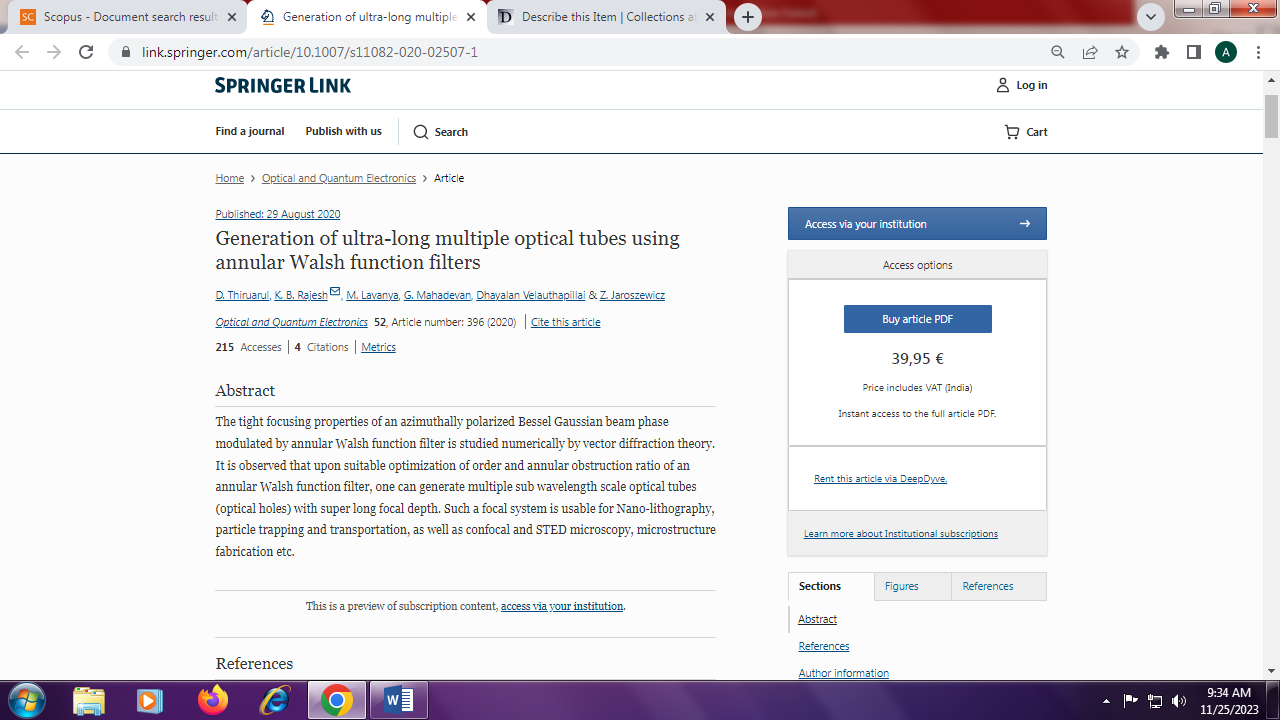 Scopus - Document search result
Generation of ultra-long multiple
Describe this Item | Collections a
link.springer.com/article/10.1007/s11082-020-02507-1
A
SPRINGER LINK
Log in
Find a journal
Publish with us
Search
Cart
Home > Optical and Quantum Electronics > Article
Published: 29 August 2020
Generation of ultra-long multiple optical tubes using
annular Walsh function filters
D. Thiruarul, K. B. Rajesh, M. Lavanya, G. Mahadevan, Dhayalan Velauthapillai & Z. Jaroszewicz
Optical and Quantum Electronics 52, Article number: 396 (2020) | Cite this article
215 Accesses | 4 Citations | Metrics
Abstract
The tight focusing properties of an azimuthally polarized Bessel Gaussian beam phase
modulated by annular Walsh function filter is studied numerically by vector diffraction theory.
It is observed that upon suitable optimization of order and annular obstruction ratio of an
annular Walsh function filter, one can generate multiple sub wavelength scale optical tubes
(optical holes) with super long focal depth. Such a focal system is usable for Nano-lithography,
particle trapping and transportation, as well as confocal and STED microscopy, microstructure
fabrication etc.
This is a preview of subscription content, access via your institution.
References
Access via your institution →
Access options
Buy article PDF
39,95 €
Price includes VAT (India)
Instant access to the full article PDF.
Rent this article via DeepDyve.
Learn more about Institutional subscriptions
Sections
Figures
References
Abstract
References
Author information
9:34 AM
11/25/2023